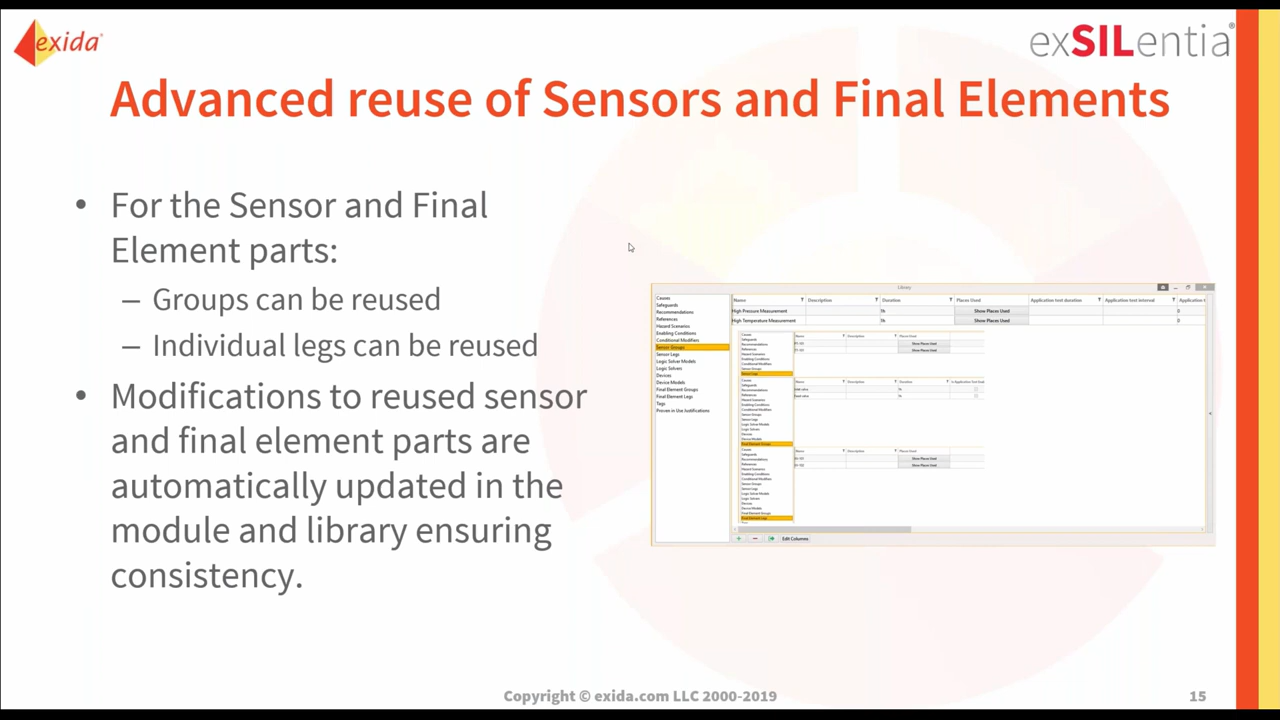 exida
exSILentia®
Advanced reuse of Sensors and Final Elements
• For the Sensor and Final
Element parts:
– Groups can be reused
– Individual legs can be reused
• Modifications to reused sensor
and final element parts are
automatically updated in the
module and library ensuring
consistency.
Library
Causes
Safeguards
Recommendations
References
Hazard Scenarios
Enabling Conditions
Conditional Modifiers
Sensor Groups
Sensor Legs
Logic Solver Models
Logic Solvers
Devices
Device Models
Final Element Groups
Final Element Legs
Tags
Proven in Use Justifications
Name Description Duration Places Used Application test duration Application test interval Application t
High Pressure Measurement 1h Show Places Used 0
High Temperature Measurement 1h Show Places Used 0
Edit Columns
Copyright © exida.com LLC 2000-2019
15